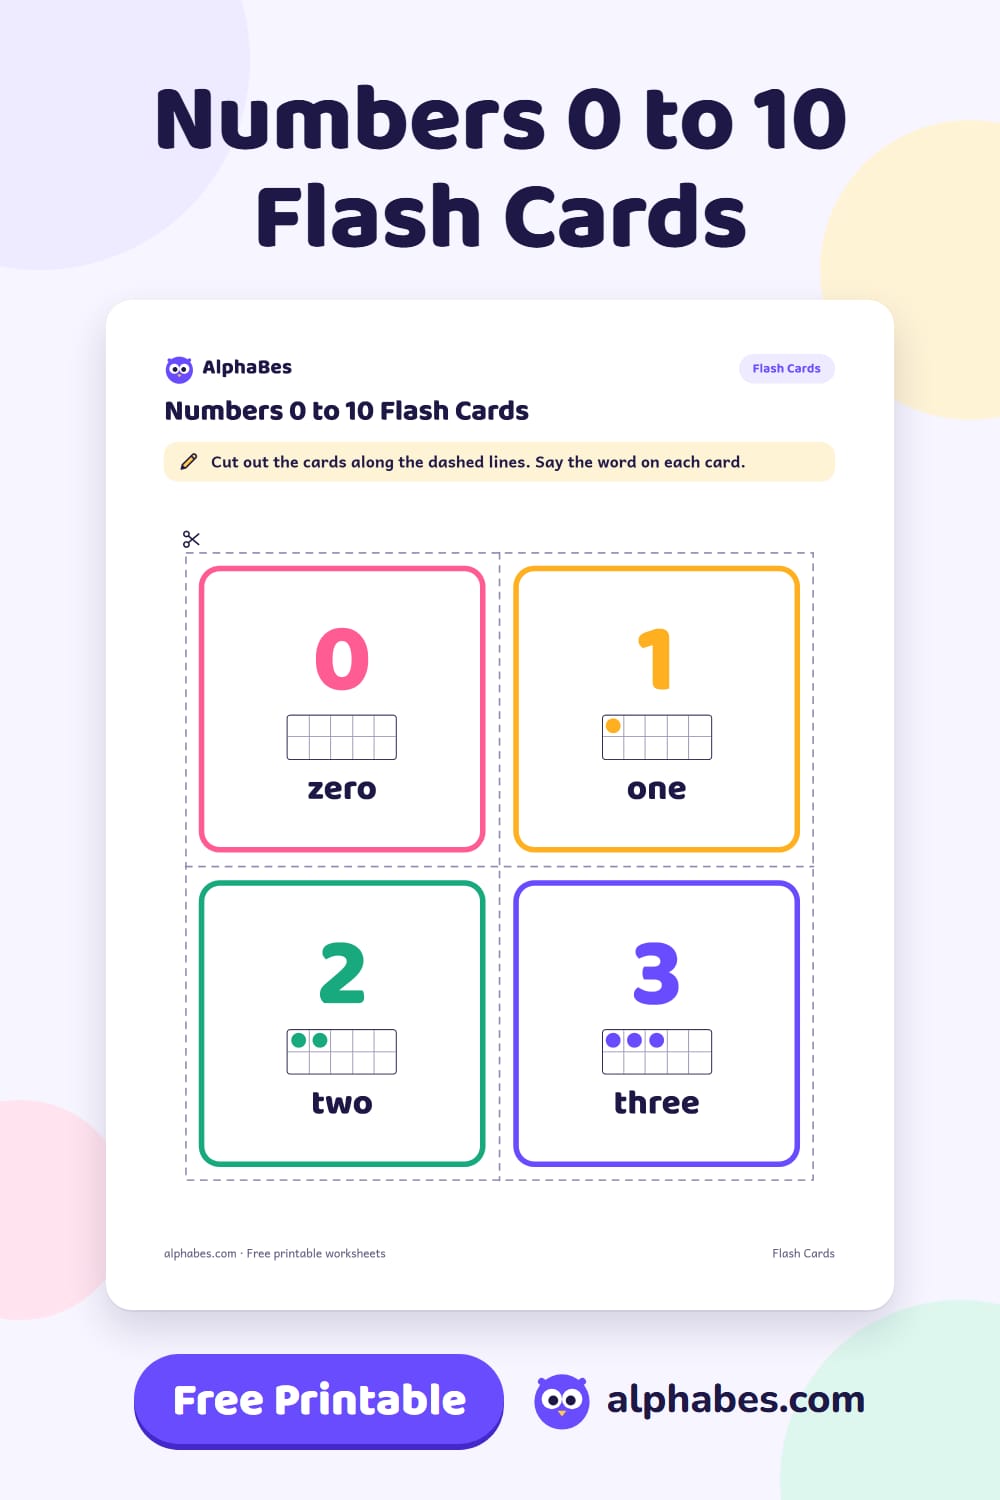 Numbers 0 to 10
Flash Cards
AlphaBes
Flash Cards
Numbers 0 to 10 Flash Cards
Cut out the cards along the dashed lines. Say the word on each card.
0
zero
1
one
2
two
3
three
alphabes.com · Free printable worksheets
Flash Cards
Free Printable
alphabes.com